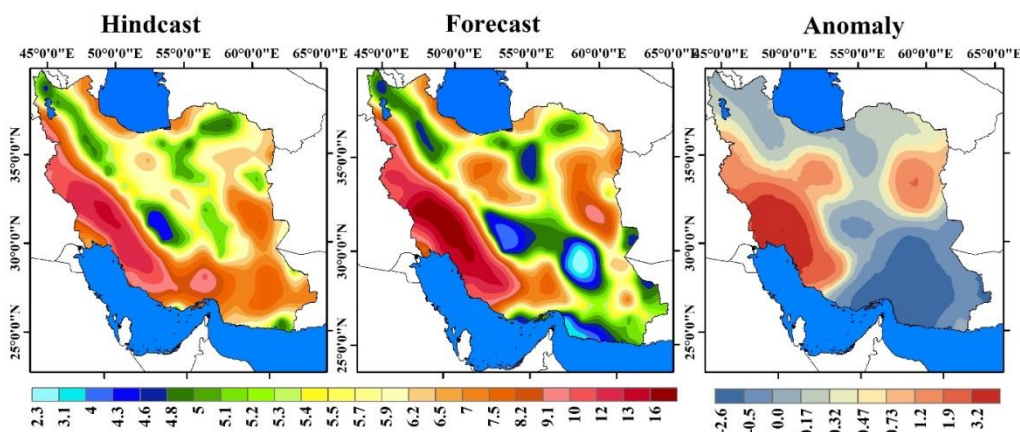 Hindcast
Forecast
Anomaly
45°0'0"E 50°0'0"E 55°0'0"E 60°0'0"E 65°0'0"E
45°0'0"E 50°0'0"E 55°0'0"E 60°0'0"E 65°0'0"E
45°0'0"E 50°0'0"E 55°0'0"E 60°0'0"E 65°0'0"E
35°0'0"N
30°0'0"N
25°0'0"N
35°0'0"N
30°0'0"N
25°0'0"N
35°0'0"N
30°0'0"N
25°0'0"N
2.3 3.1 4 4.3 4.6 4.8 5 5.1 5.2 5.3 5.4 5.5 5.7 5.9 6.2 6.5 7 7.5 8.2 9.1 10 12 13 16
-2.6 -0.5 0.0 0.17 0.32 0.47 0.73 1.2 1.9 3.2